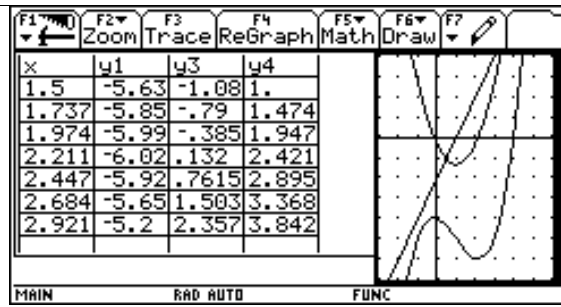 F1 F2 F3 F4 F5 F6 F7
Zoom Trace ReGraph Math Draw
x y1 y3 y4
1.5 -5.63 -1.08 1.
1.737 -5.85 -.79 1.474
1.974 -5.99 -.385 1.947
2.211 -6.02 .132 2.421
2.447 -5.92 .7615 2.895
2.684 -5.65 1.503 3.368
2.921 -5.2 2.357 3.842
MAIN RAD AUTO FUNC